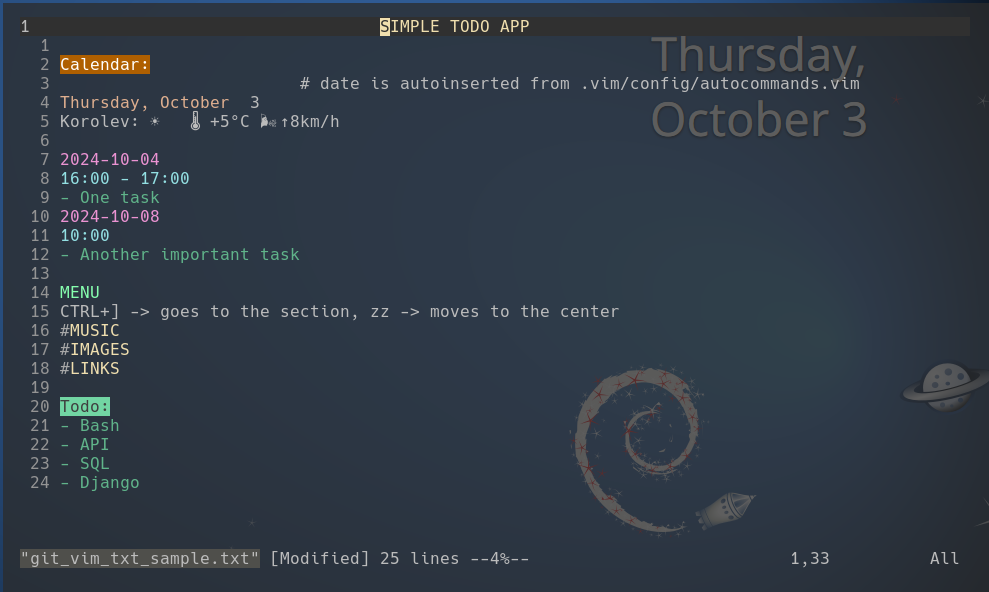 1 SIMPLE TODO APP
1
2 Calendar:
3 # date is autoinserted from .vim/config/autocommands.vim
4 Thursday, October  3
5 Korolev: ☀ 🌡 +5°C 🌬↑8km/h
6
7 2024-10-04
8 16:00 - 17:00
9 - One task
10 2024-10-08
11 10:00
12 - Another important task
13
14 MENU
15 CTRL+] -> goes to the section, zz -> moves to the center
16 #MUSIC
17 #IMAGES
18 #LINKS
19
20 Todo:
21 - Bash
22 - API
23 - SQL
24 - Django
"git_vim_txt_sample.txt" [Modified] 25 lines --4%-- 1,33 All
Thursday,
October 3